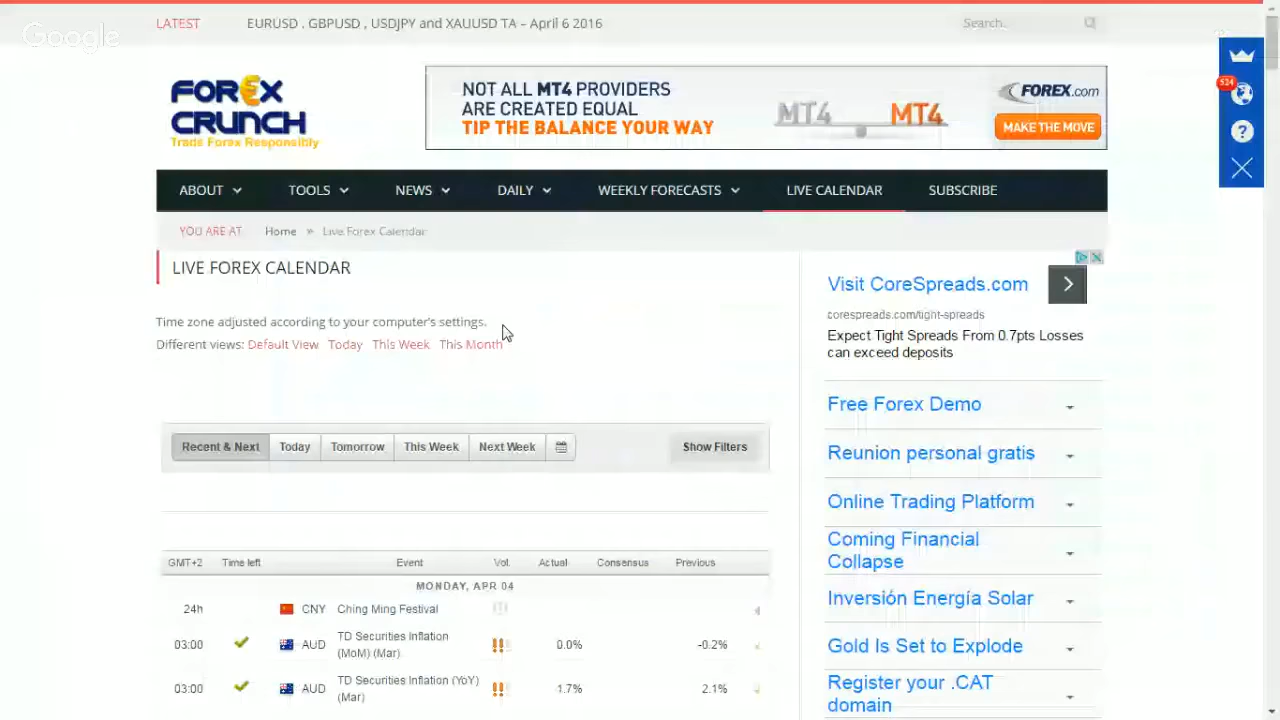 LATEST EURUSD . GBPUSD , USDJPY and XAUUSD TA – April 6 2016 Search..
Google
FOREX
CRUNCH
Trade Forex Responsibly
NOT ALL MT4 PROVIDERS
ARE CREATED EQUAL
TIP THE BALANCE YOUR WAY
MT4 MT4
FOREX.com
MAKE THE MOVE
524
?
ABOUT TOOLS NEWS DAILY WEEKLY FORECASTS LIVE CALENDAR SUBSCRIBE
YOU ARE AT Home » Live Forex Calendar
LIVE FOREX CALENDAR
Time zone adjusted according to your computer's settings.
Different views: Default View Today This Week This Month
Recent & Next Today Tomorrow This Week Next Week Show Filters
GMT+2 Time left Event Vol. Actual Consensus Previous
MONDAY, APR 04
24h CNY Ching Ming Festival
03:00 AUD TD Securities Inflation (MoM) (Mar) 0.0% -0.2%
03:00 AUD TD Securities Inflation (YoY) (Mar) 1.7% 2.1%
Visit CoreSpreads.com
corespreads.com/tight-spreads
Expect Tight Spreads From 0.7pts Losses
can exceed deposits
Free Forex Demo
Reunion personal gratis
Online Trading Platform
Coming Financial
Collapse
Inversión Energía Solar
Gold Is Set to Explode
Register your .CAT
domain